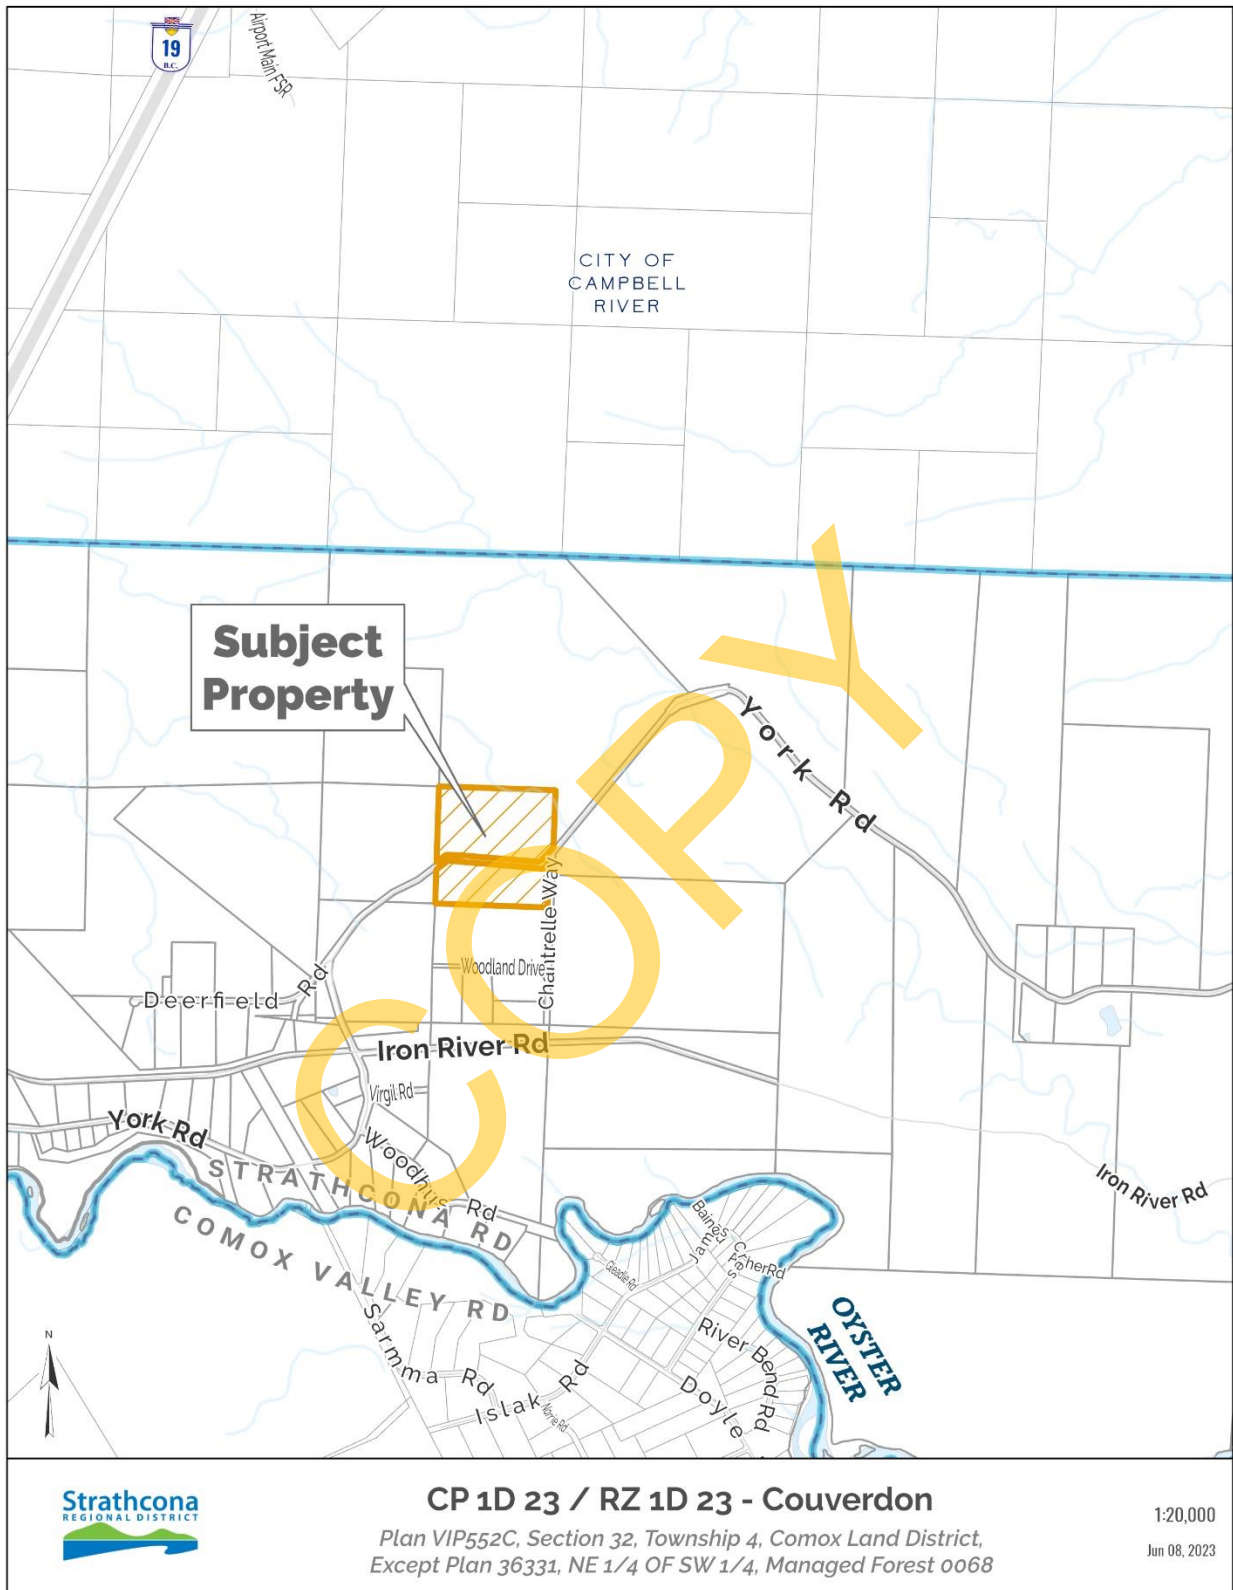 19
B.C.
Airport Main FSR
CITY OF
CAMPBELL
RIVER
Subject
Property
York Rd
Chantrelle Way
Woodland Drive
Deerfield Rd
Iron River Rd
Virgil Rd
York Rd
Woodhus Rd
Iron River Rd
STRATHCONA RD
COMOX VALLEY RD
Cleadle Rd
River Bend Rd
OYSTER
RIVER
Sarmma Rd
Islak Rd
Norrie Rd
Doyle
N
COPY
Strathcona
REGIONAL DISTRICT
CP 1D 23 / RZ 1D 23 - Couverdon
Plan VIP552C, Section 32, Township 4, Comox Land District,
Except Plan 36331, NE 1/4 OF SW 1/4, Managed Forest 0068
1:20,000
Jun 08, 2023